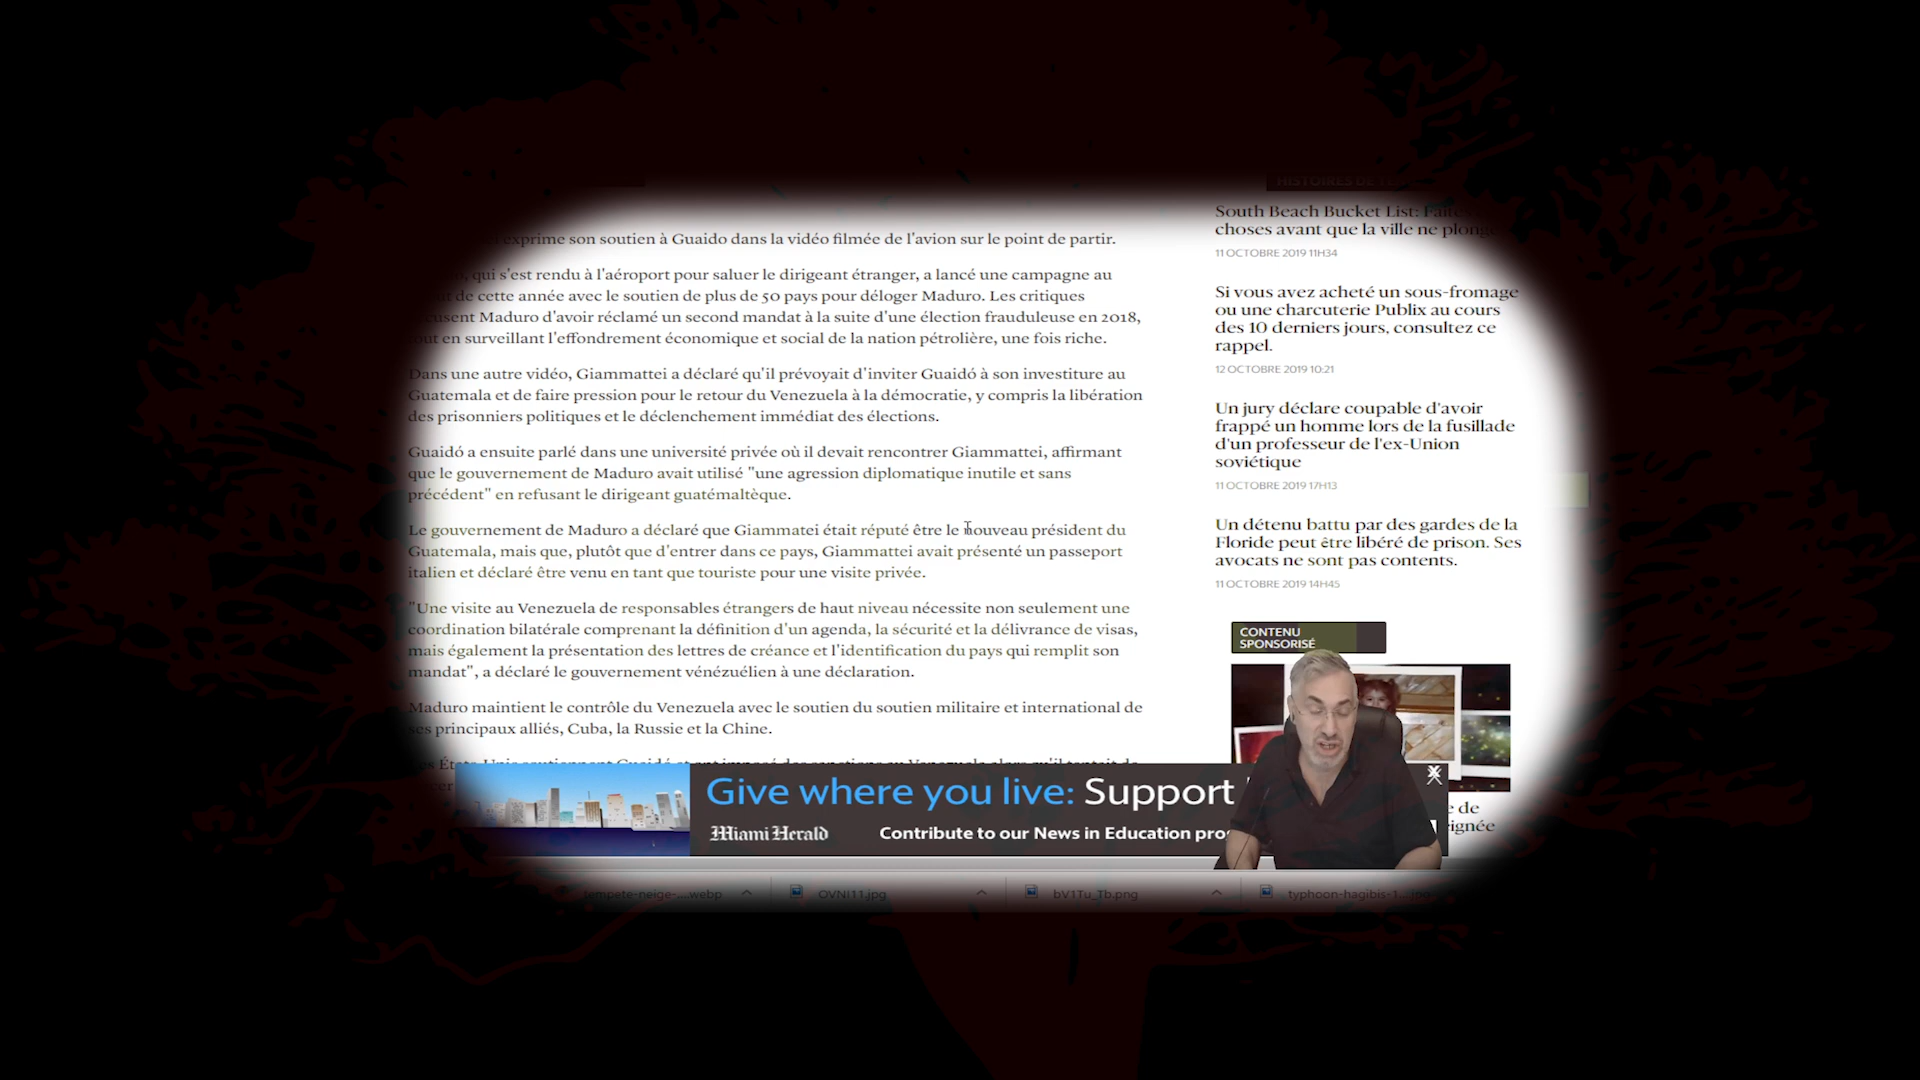 exprime son soutien à Guaido dans la vidéo filmée de l'avion sur le point de partir.
qui s'est rendu à l'aéroport pour saluer le dirigeant étranger, a lancé une campagne au
de cette année avec le soutien de plus de 50 pays pour déloger Maduro. Les critiques
Maduro d'avoir réclamé un second mandat à la suite d'une élection frauduleuse en 2018,
en surveillant l'effondrement économique et social de la nation pétrolière, une fois riche.
Dans une autre vidéo, Giammattei a déclaré qu'il prévoyait d'inviter Guaidó à son investiture au
Guatemala et de faire pression pour le retour du Venezuela à la démocratie, y compris la libération
des prisonniers politiques et le déclenchement immédiat des élections.
Guaidó a ensuite parlé dans une université privée où il devait rencontrer Giammattei, affirmant
que le gouvernement de Maduro avait utilisé "une agression diplomatique inutile et sans
précédent" en refusant le dirigeant guatémaltèque.
Le gouvernement de Maduro a déclaré que Giammatei était réputé être le nouveau président du
Guatemala, mais que, plutôt que d'entrer dans ce pays, Giammattei avait présenté un passeport
italien et déclaré être venu en tant que touriste pour une visite privée.
"Une visite au Venezuela de responsables étrangers de haut niveau nécessite non seulement une
coordination bilatérale comprenant la définition d'un agenda, la sécurité et la délivrance de visas,
mais également la présentation des lettres de créance et l'identification du pays qui remplit son
mandat", a déclaré le gouvernement vénézuélien à une déclaration.
Maduro maintient le contrôle du Venezuela avec le soutien du soutien militaire et international de
ses principaux alliés, Cuba, la Russie et la Chine.
HISTOIRES DE
South Beach Bucket List: Faites
choses avant que la ville ne plonge
11 OCTOBRE 2019 11H34
Si vous avez acheté un sous-fromage
ou une charcuterie Publix au cours
des 10 derniers jours, consultez ce
rappel.
12 OCTOBRE 2019 10:21
Un jury déclare coupable d'avoir
frappé un homme lors de la fusillade
d'un professeur de l'ex-Union
soviétique
11 OCTOBRE 2019 17H13
Un détenu battu par des gardes de la
Floride peut être libéré de prison. Ses
avocats ne sont pas contents.
11 OCTOBRE 2019 14H45
CONTENU
SPONSORISÉ
de
Give where you live: Support
Miami Herald
Contribute to our News in Education
X
tempete-neige-....webp
OVNI11.jpg
bV1Tu_Tb.png
typhoon-hagibis-1...jpg